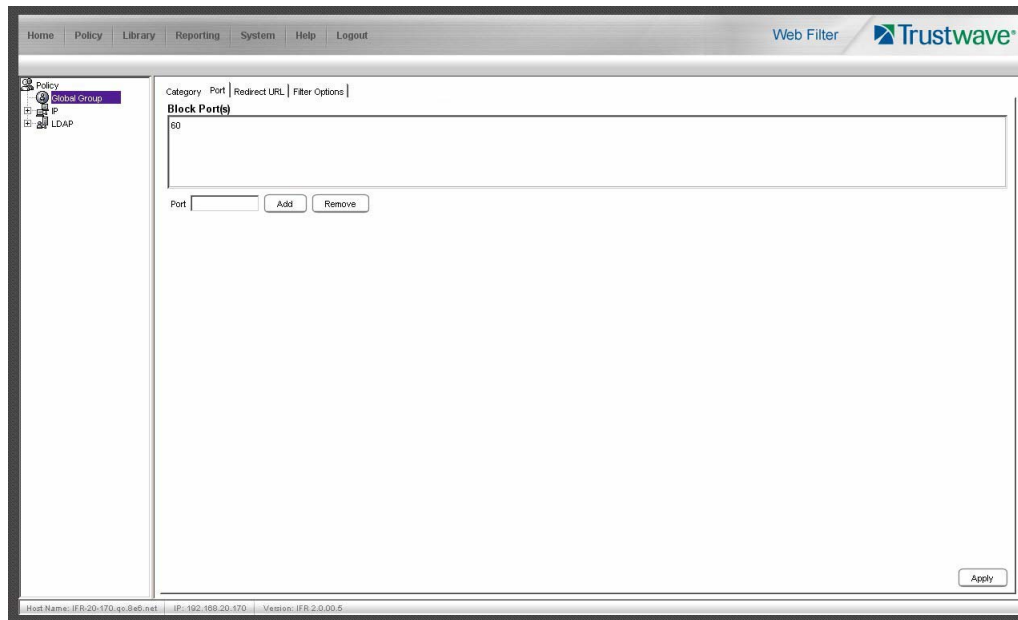 Home Policy Library Reporting System Help Logout
Web Filter
Trustwave®
Policy
Global Group
IP
LDAP
Category Port Redirect URL Filter Options
Block Port(s)
60
Port Add Remove
Apply
Host Name: IFR-20-170.qc.8e6.net IP: 192.168.20.170 Version: IFR 2.0.00.5